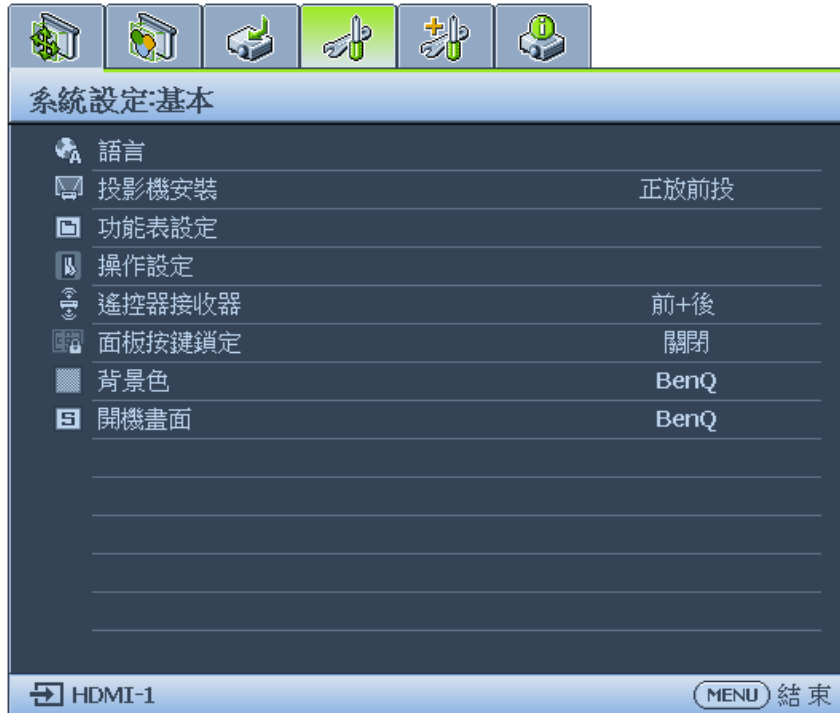 系統設定:基本
語言
投影機安裝 正放前投
功能表設定
操作設定
遙控器接收器 前+後
面板按鍵鎖定 關閉
背景色 BenQ
開機畫面 BenQ
HDMI-1 MENU 結束